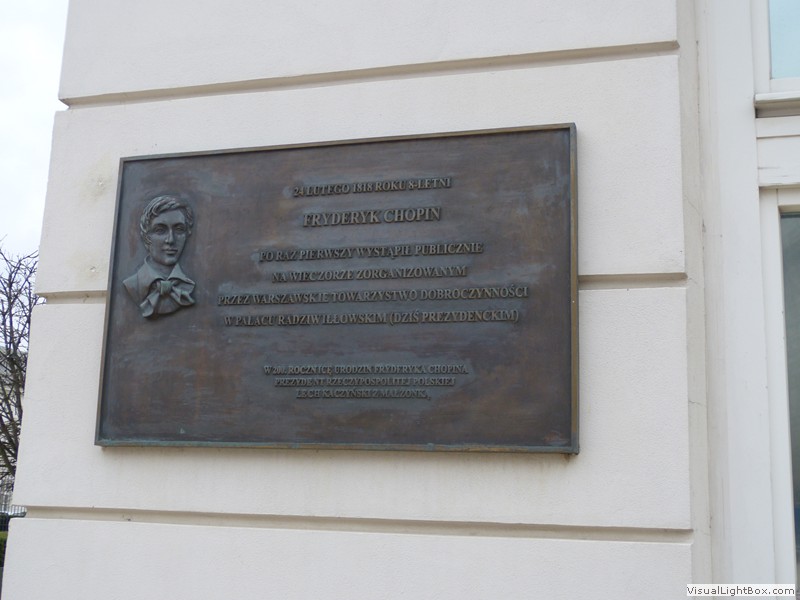 24 LUTEGO 1818 ROKU 8-LETNI
FRYDERYK CHOPIN
PO RAZ PIERWSZY WYSTĄPIŁ PUBLICZNIE
NA WIECZORZE ZORGANIZOWANYM
PRZEZ WARSZAWSKIE TOWARZYSTWO DOBROCZYNNOŚCI
W PAŁACU RADZIWIŁŁOWSKIM (DZIŚ PREZYDENCKIM)
W 200. ROCZNICĘ URODZIN FRYDERYKA CHOPINA
PREZYDENT RZECZYPOSPOLITEJ POLSKIEJ
LECH KACZYŃSKI Z MAŁŻONKĄ
VisualLightBox.com